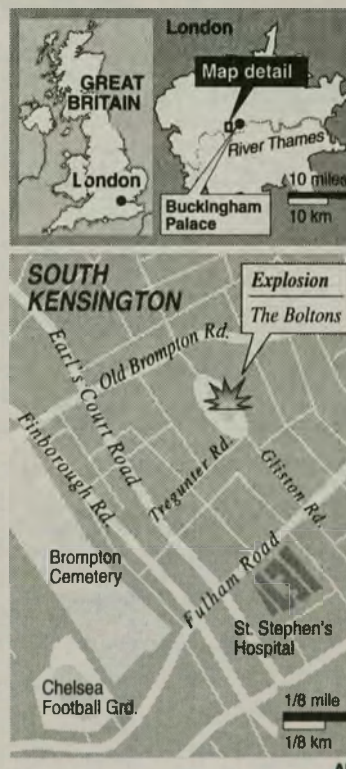 London
GREAT
BRITAIN
London
Map detail
River Thames
Buckingham
Palace
10 miles
10 km
SOUTH
KENSINGTON
Explosion
The Boltons
Old Brompton Rd.
Earl's Court Road
Finborough Rd.
Tregunter Rd.
Gliston Rd.
Fulham Road
Brompton
Cemetery
St. Stephen's
Hospital
Chelsea
Football Grd.
1/8 mile
1/8 km